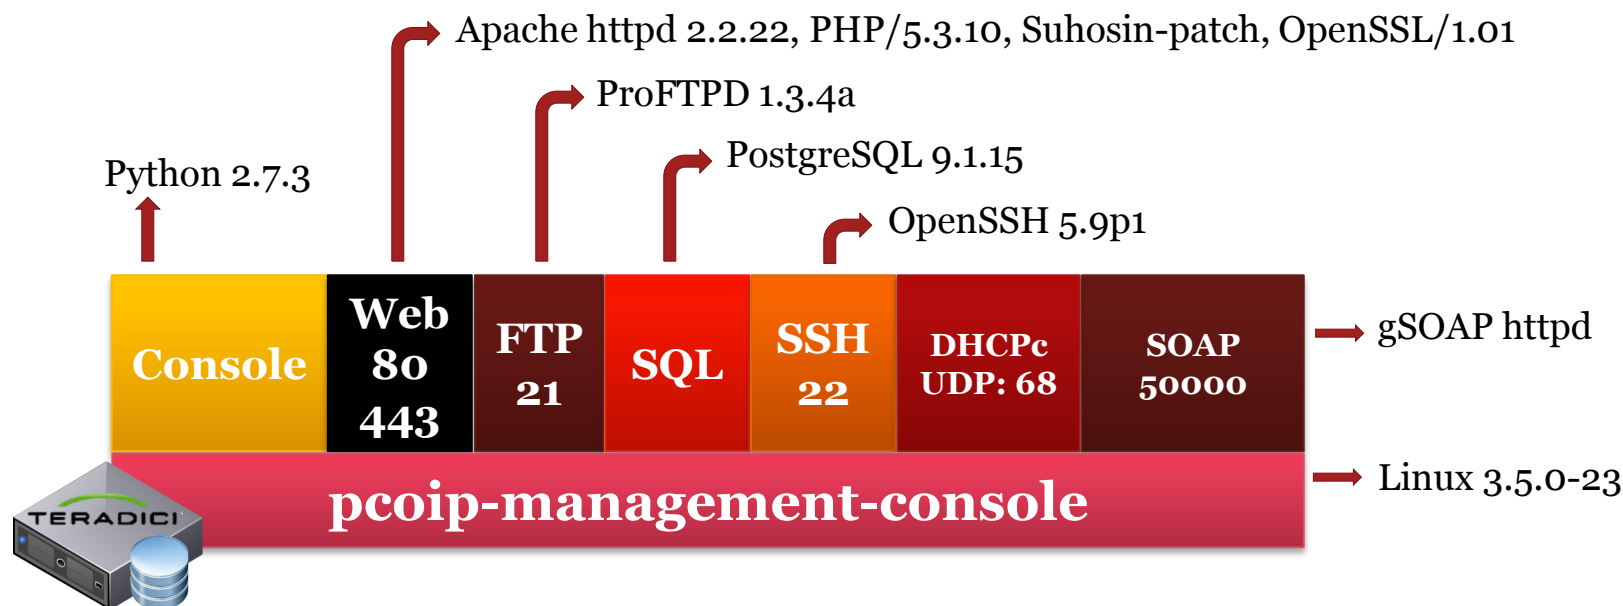 Apache httpd 2.2.22, PHP/5.3.10, Suhosin-patch, OpenSSL/1.01
ProFTPD 1.3.4a
PostgreSQL 9.1.15
Python 2.7.3
OpenSSH 5.9p1
Console
Web
80
443
FTP
21
SQL
SSH
22
DHCPc
UDP: 68
SOAP
50000
gSOAP httpd
pcoip-management-console
Linux 3.5.0-23
TERADICI